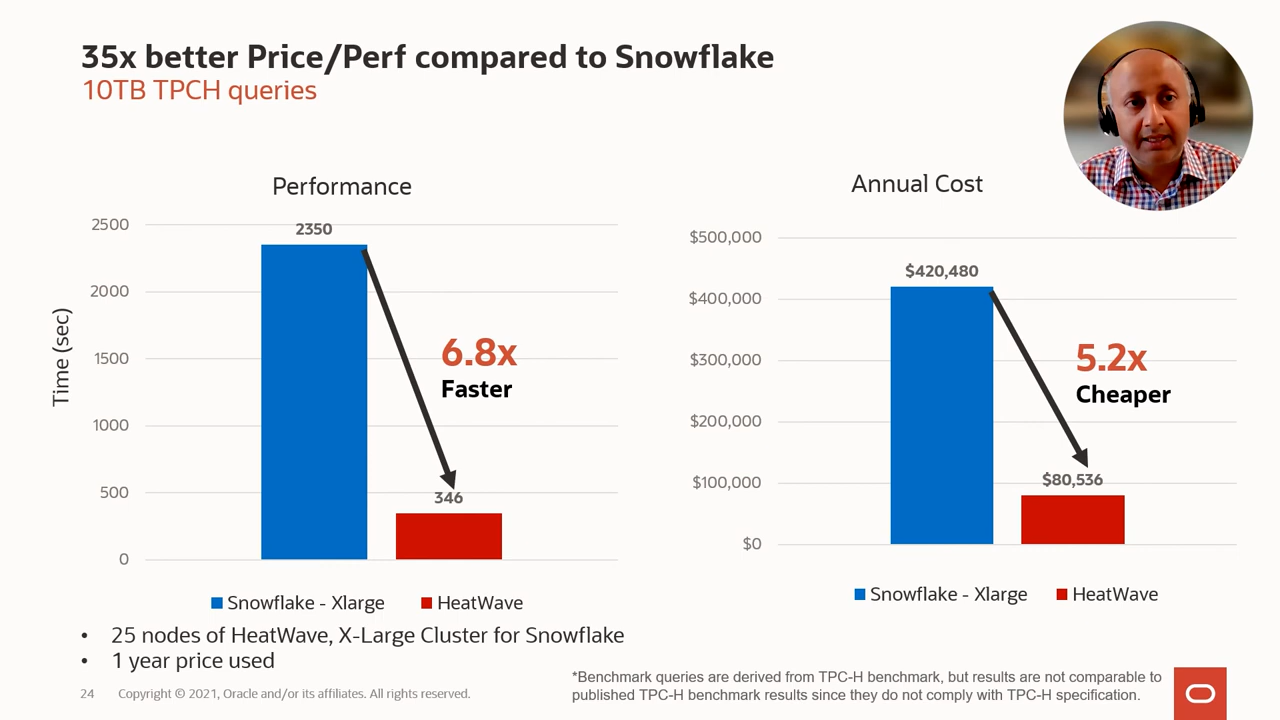 35x better Price/Perf compared to Snowflake
10TB TPCH queries
Performance
Time (sec)
2500
2000
1500
1000
500
0
2350
346
6.8x
Faster
Snowflake - Xlarge
HeatWave
Annual Cost
$500,000
$400,000
$300,000
$200,000
$100,000
$0
$420,480
$80,536
5.2x
Cheaper
Snowflake - Xlarge
HeatWave
• 25 nodes of HeatWave, X-Large Cluster for Snowflake
• 1 year price used
*Benchmark queries are derived from TPC-H benchmark, but results are not comparable to
published TPC-H benchmark results since they do not comply with TPC-H specification.
24 Copyright © 2021, Oracle and/or its affiliates. All rights reserved.